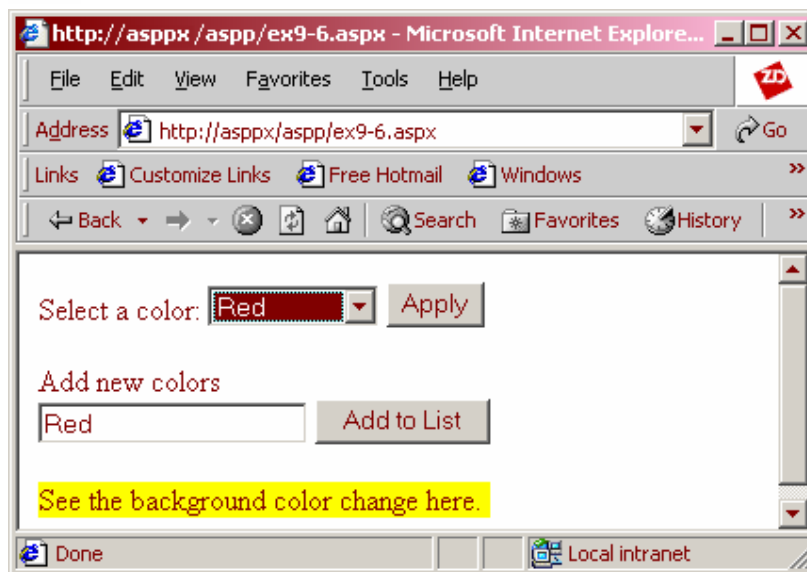 http://asppx /aspp/ex9-6.aspx - Microsoft Internet Explore...
File Edit View Favorites Tools Help
ZD
Address http://asppx/aspp/ex9-6.aspx Go
Links Customize Links Free Hotmail Windows »
Back Search Favorites History »
Select a color: Red Apply
Add new colors
Red Add to List
See the background color change here.
Done Local intranet